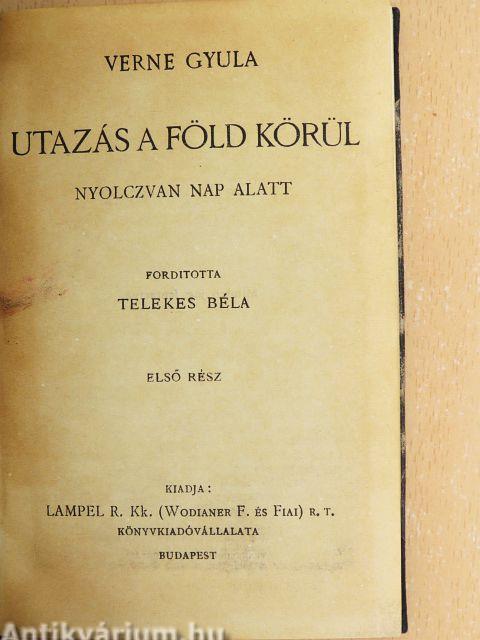 VERNE GYULA
UTAZÁS A FÖLD KÖRÜL
NYOLCZVAN NAP ALATT
FORDITOTTA
TELEKES BÉLA
ELSŐ RÉSZ
KIADJA:
LAMPEL R. Kk. (WODIANER F. ÉS FIAI) R. T.
KÖNYVKIADÓVÁLLALATA
BUDAPEST
Antikvárium.hu